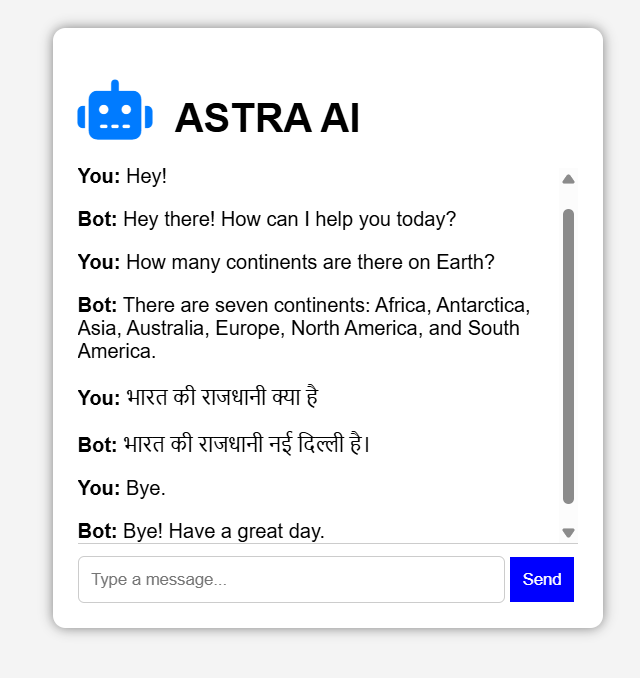 ASTRA AI
You: Hey!
Bot: Hey there! How can I help you today?
You: How many continents are there on Earth?
Bot: There are seven continents: Africa, Antarctica,
Asia, Australia, Europe, North America, and South
America.
You: भारत की राजधानी क्या है
Bot: भारत की राजधानी नई दिल्ली है।
You: Bye.
Bot: Bye! Have a great day.
Type a message...
Send